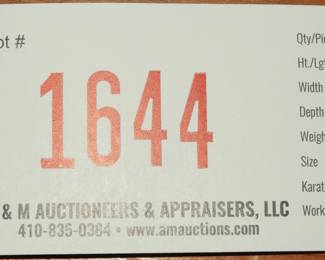 ot #
1644
& M AUCTIONEERS & APPRAISERS, LLC
410-835-0384 • www.amauctions.com
Qty/Pie
Ht./Lgt
Width
Depth
Weigh
Size
Karat
Work